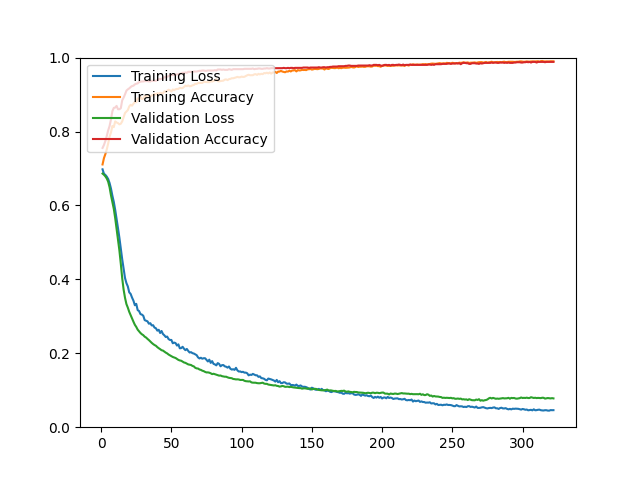 1.0
0.8
0.6
0.4
0.2
0.0
Training Loss
Training Accuracy
Validation Loss
Validation Accuracy
0 50 100 150 200 250 300